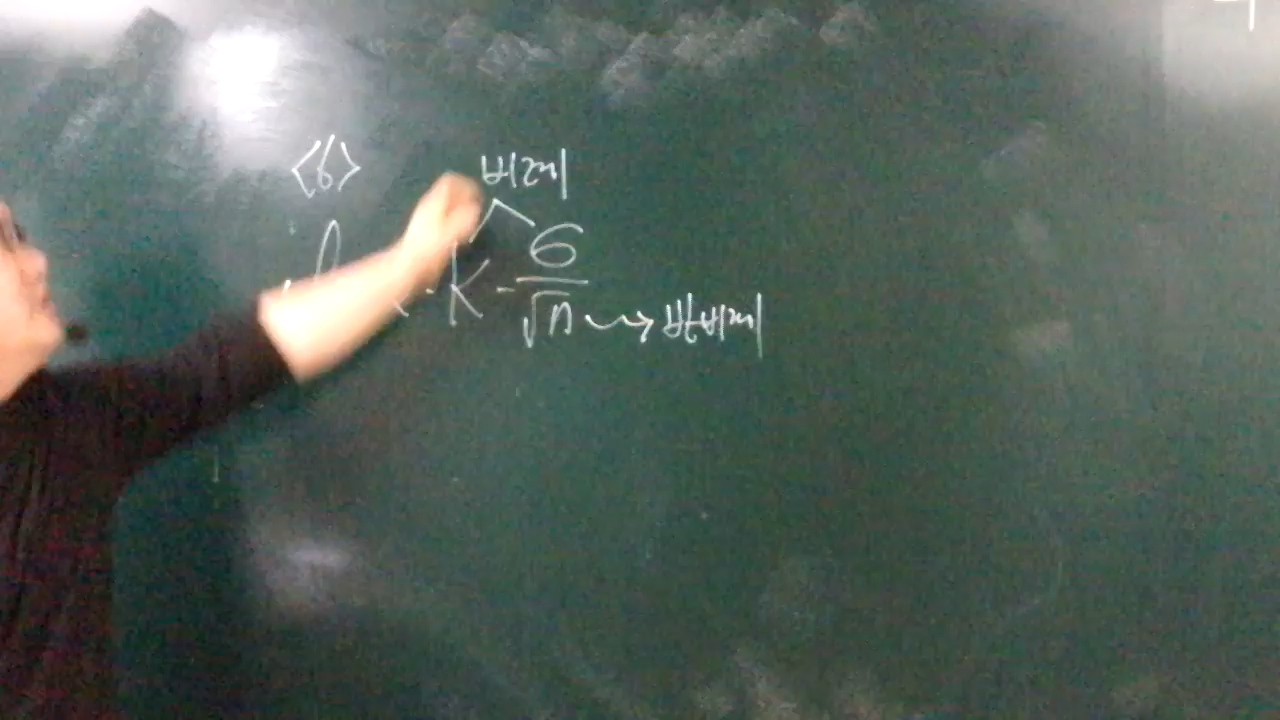 <6> 비례
l · k · σ/√n → 반비례